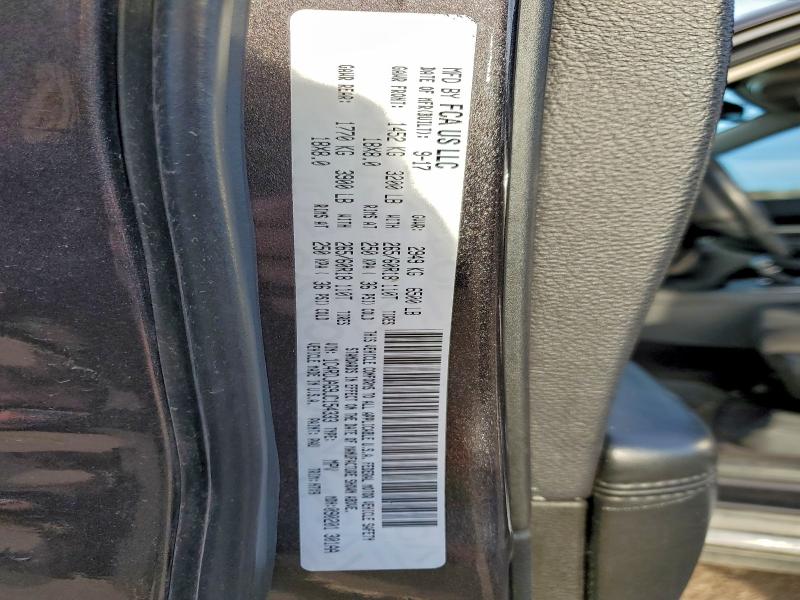 MFD BY FCA US LLC
DATE OF MFR(BUILT): 9-17 GVWR: 2949 KG 6500 LB
GAWR FRONT: 1452 KG 3200 LB WITH 265/60R18 110T TIRES
18X8.0 RIMS AT 250 KPA( 36 PSI) COLD
GAWR REAR: 1770 KG 3900 LB WITH 265/60R18 110T TIRES
18X8.0 RIMS AT 250 KPA( 36 PSI) COLD
THIS VEHICLE CONFORMS TO ALL APPLICABLE U.S.A. FEDERAL MOTOR VEHICLE SAFETY
STANDARDS IN EFFECT ON THE DATE OF MANUFACTURE SHOWN ABOVE.
TYPE: MPV
VEHICLE MADE IN U.S.A. PAINT: PAU